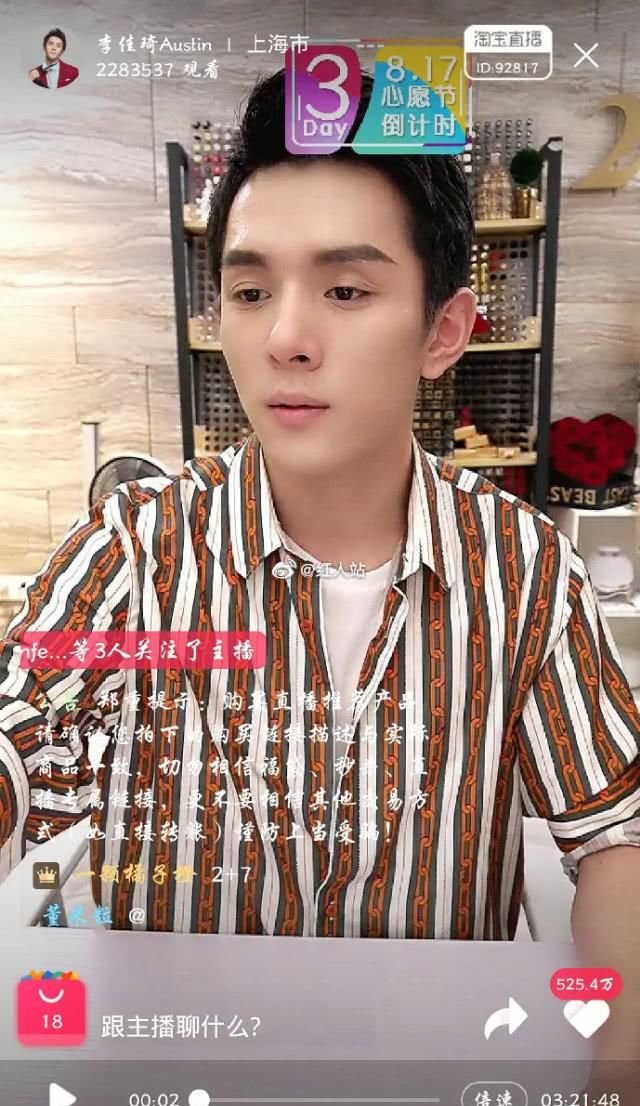 李佳琦Austin | 上海市
2283537 观看
淘宝直播
ID:92817
3
Day
8.17
心愿节
倒计时
2
LAST BEAST
@红人站
nfe...等3人关注了主播
公告 郑重提示：购买直播推荐产品
请确认您拍下的购买链接描述与实际
商品一致，切勿相信福袋、秒杀、直
播专属链接，更不要相信其他交易方
式（如直接转账）谨防上当受骗！
一颗橘子橙 2+7
董米粒 @
525.4万
18
跟主播聊什么？
00:02
倍速
03:21:48